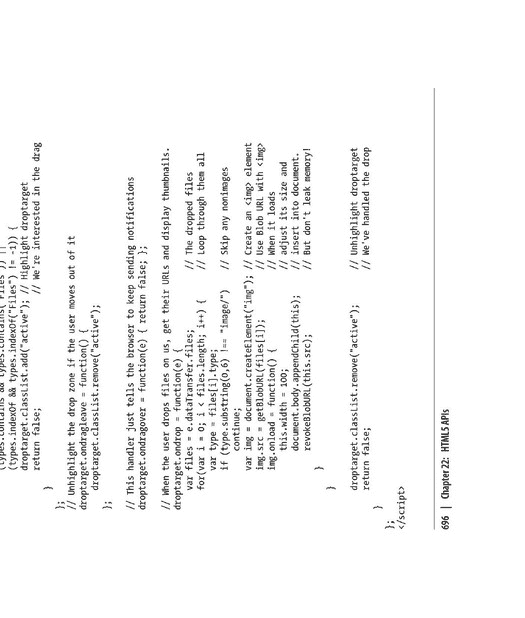 (types.contains && types.contains("Files")) ||
(types.indexOf && types.indexOf("Files") != -1)) {
droptarget.classList.add("active"); // Highlight droptarget
return false; // We're interested in the drag
}
};
// Unhighlight the drop zone if the user moves out of it
droptarget.ondragleave = function() {
droptarget.classList.remove("active");
};
// This handler just tells the browser to keep sending notifications
droptarget.ondragover = function(e) { return false; };
// When the user drops files on us, get their URLs and display thumbnails.
droptarget.ondrop = function(e) {
var files = e.dataTransfer.files; // The dropped files
for(var i = 0; i < files.length; i++) { // Loop through them all
var type = files[i].type;
if (type.substring(0,6) !== "image/") // Skip any nonimages
continue;
var img = document.createElement("img"); // Create an <img> element
img.src = getBlobURL(files[i]); // Use Blob URL with <img>
img.onload = function() { // When it loads
this.width = 100; // adjust its size and
document.body.appendChild(this); // insert into document.
revokeBlobURL(this.src); // But don't leak memory!
}
}
droptarget.classList.remove("active"); // Unhighlight droptarget
return false; // We've handled the drop
}
};
</script>
696 | Chapter 22: HTML5 APIs